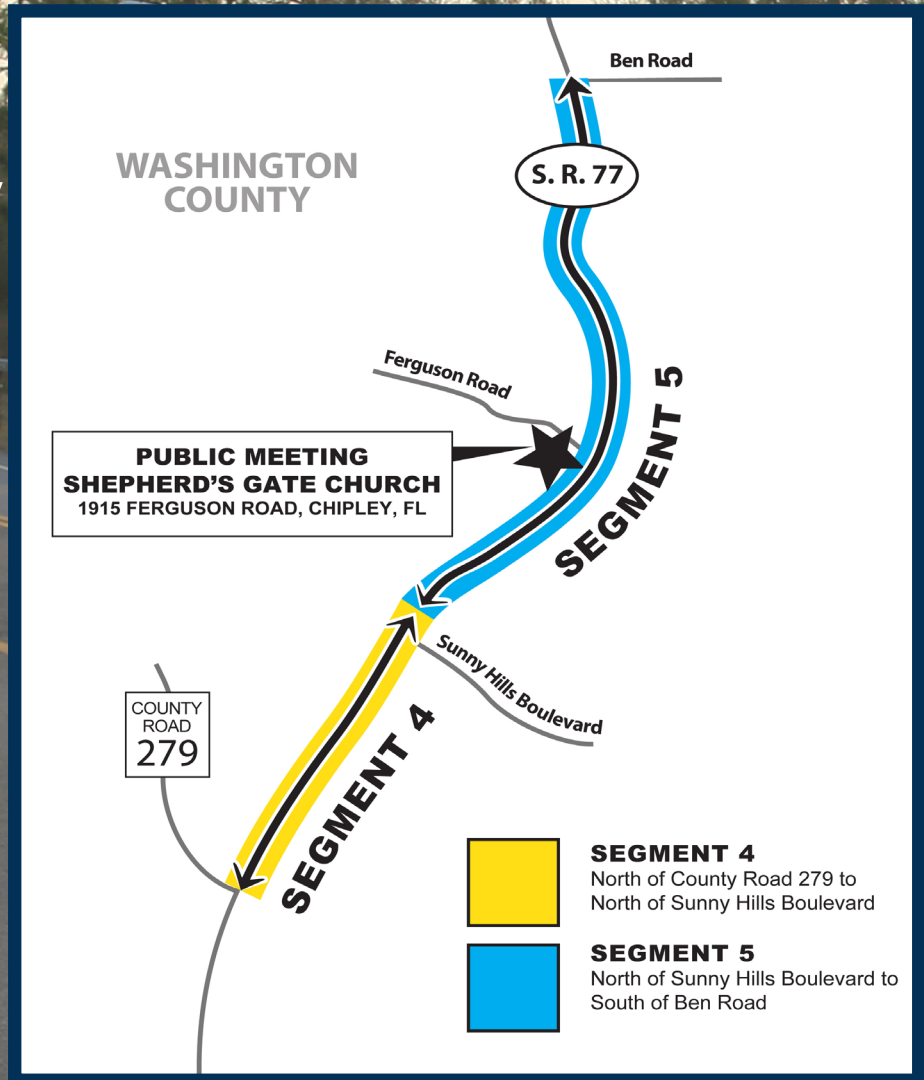 Ben Road
WASHINGTON
COUNTY
S. R. 77
Ferguson Road
SEGMENT 5
PUBLIC MEETING
SHEPHERD'S GATE CHURCH
1915 FERGUSON ROAD, CHIPLEY, FL
Sunny Hills Boulevard
COUNTY
ROAD
279
SEGMENT 4
SEGMENT 4
North of County Road 279 to
North of Sunny Hills Boulevard
SEGMENT 5
North of Sunny Hills Boulevard to
South of Ben Road